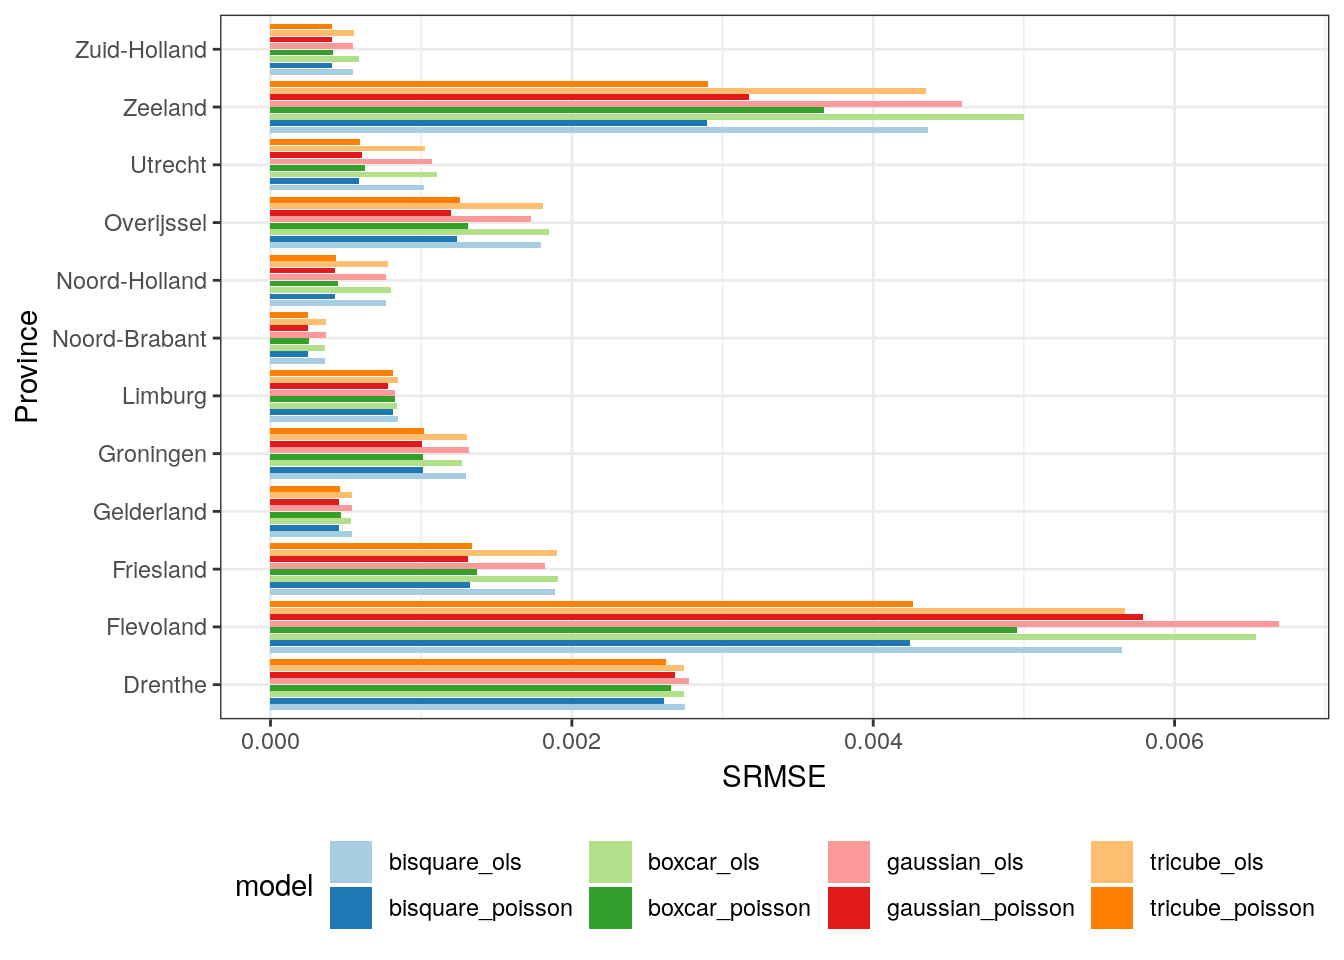 Province
Zuid-Holland
Zeeland
Utrecht
Overijssel
Noord-Holland
Noord-Brabant
Limburg
Groningen
Gelderland
Friesland
Flevoland
Drenthe
0.000 0.002 0.004 0.006
SRMSE
model
bisquare_ols boxcar_ols gaussian_ols tricube_ols
bisquare_poisson boxcar_poisson gaussian_poisson tricube_poisson